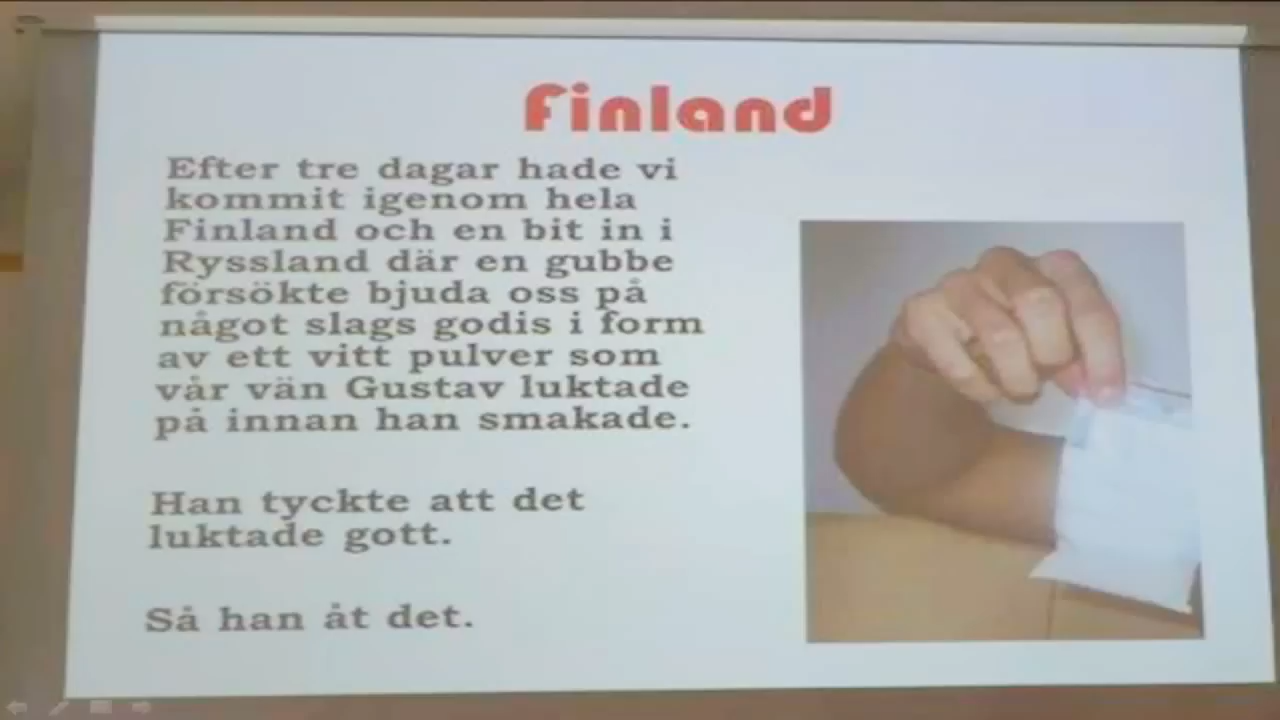 Finland
Efter tre dagar hade vi
kommit igenom hela
Finland och en bit in i
Ryssland där en gubbe
försökte bjuda oss på
något slags godis i form
av ett vitt pulver som
vår vän Gustav luktade
på innan han smakade.
Han tyckte att det
luktade gott.
Så han åt det.